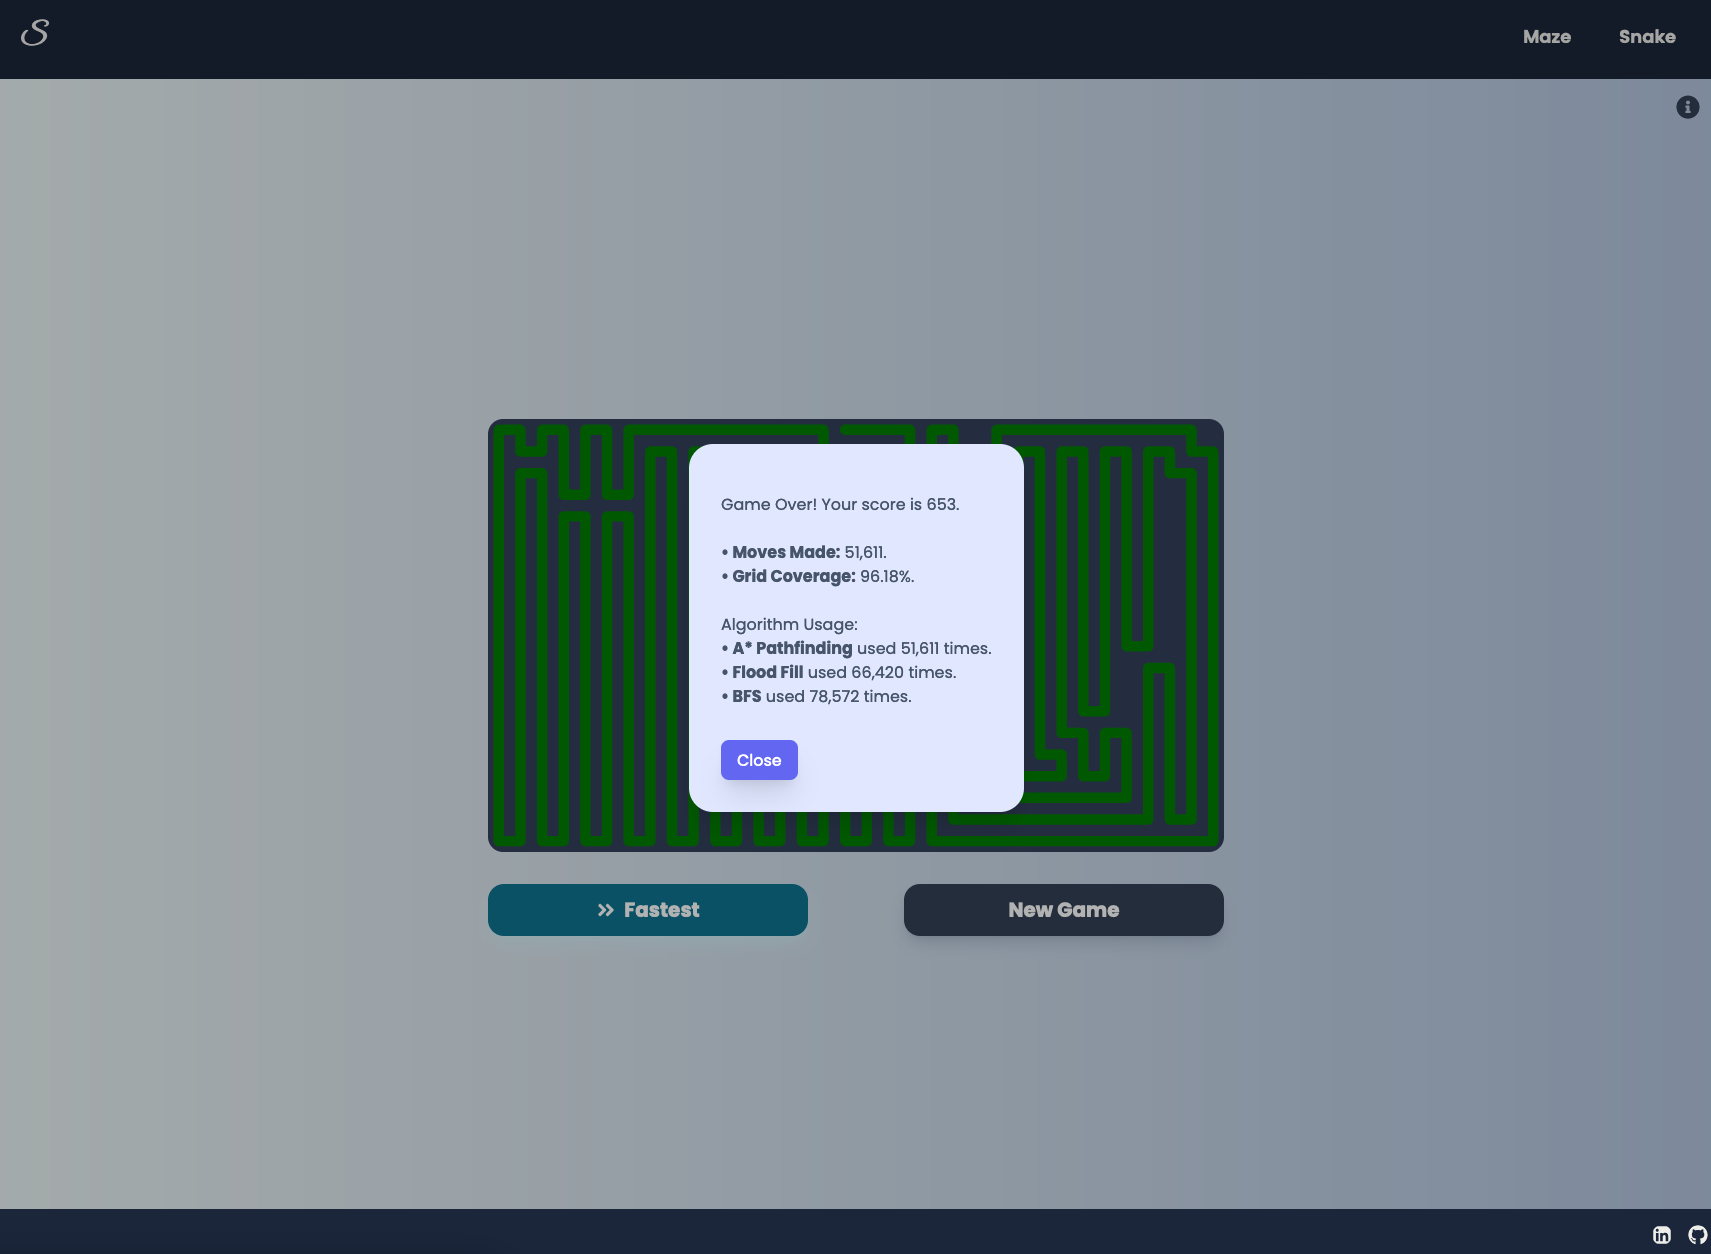 S
Maze Snake
Game Over! Your score is 653.
• Moves Made: 51,611.
• Grid Coverage: 96.18%.
Algorithm Usage:
• A* Pathfinding used 51,611 times.
• Flood Fill used 66,420 times.
• BFS used 78,572 times.
Close
Fastest
New Game